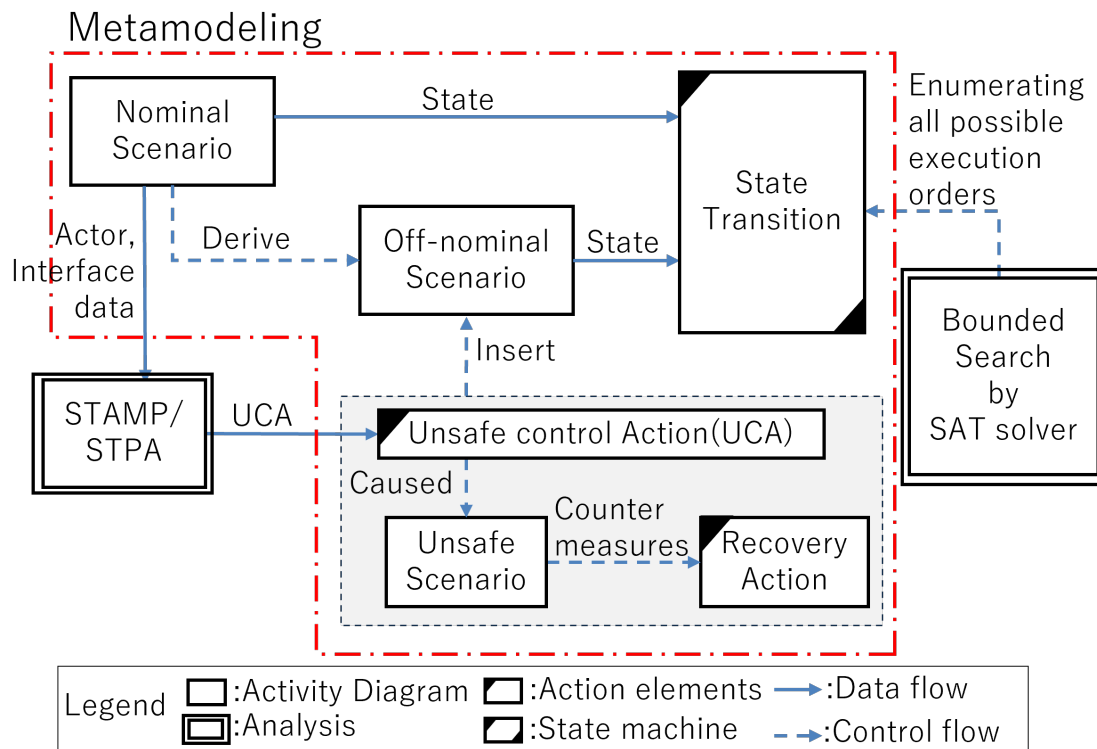 Metamodeling
Nominal
Scenario
State
State
Transition
Enumerating
all possible
execution
orders
Actor,
Interface
data
Derive
Off-nominal
Scenario
State
Insert
Bounded
Search
by
SAT solver
STAMP/
STPA
UCA
Unsafe control Action(UCA)
Caused
Unsafe
Scenario
Counter
measures
Recovery
Action
Legend
:Activity Diagram
:Action elements
:Data flow
:Analysis
:State machine
:Control flow